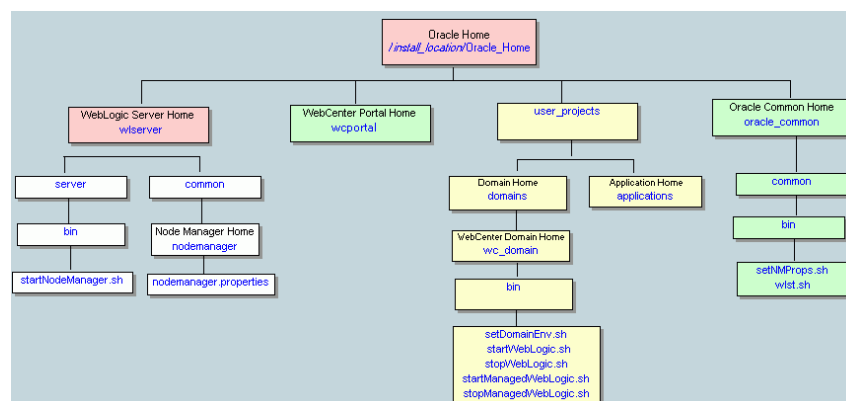 Oracle Home
/install_location/Oracle_Home
WebLogic Server Home
wlserver
WebCenter Portal Home
wcportal
user_projects
Oracle Common Home
oracle_common
server
common
Domain Home
domains
Application Home
applications
common
bin
Node Manager Home
nodemanager
WebCenter Domain Home
wc_domain
bin
startNodeManager.sh
nodemanager.properties
bin
setNMProps.sh
wlst.sh
setDomainEnv.sh
startWebLogic.sh
stopWebLogic.sh
startManagedWebLogic.sh
stopManagedWebLogic.sh